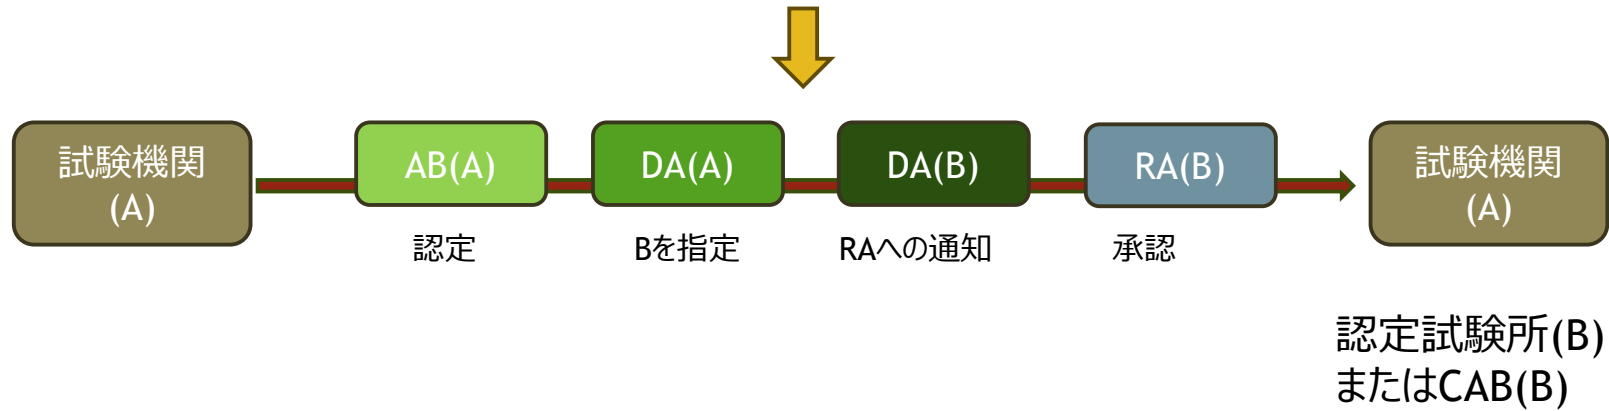 試験機関
(A)
AB(A)
DA(A)
DA(B)
RA(B)
試験機関
(A)
認定
Bを指定
RAへの通知
承認
認定試験所(B)
またはCAB(B)